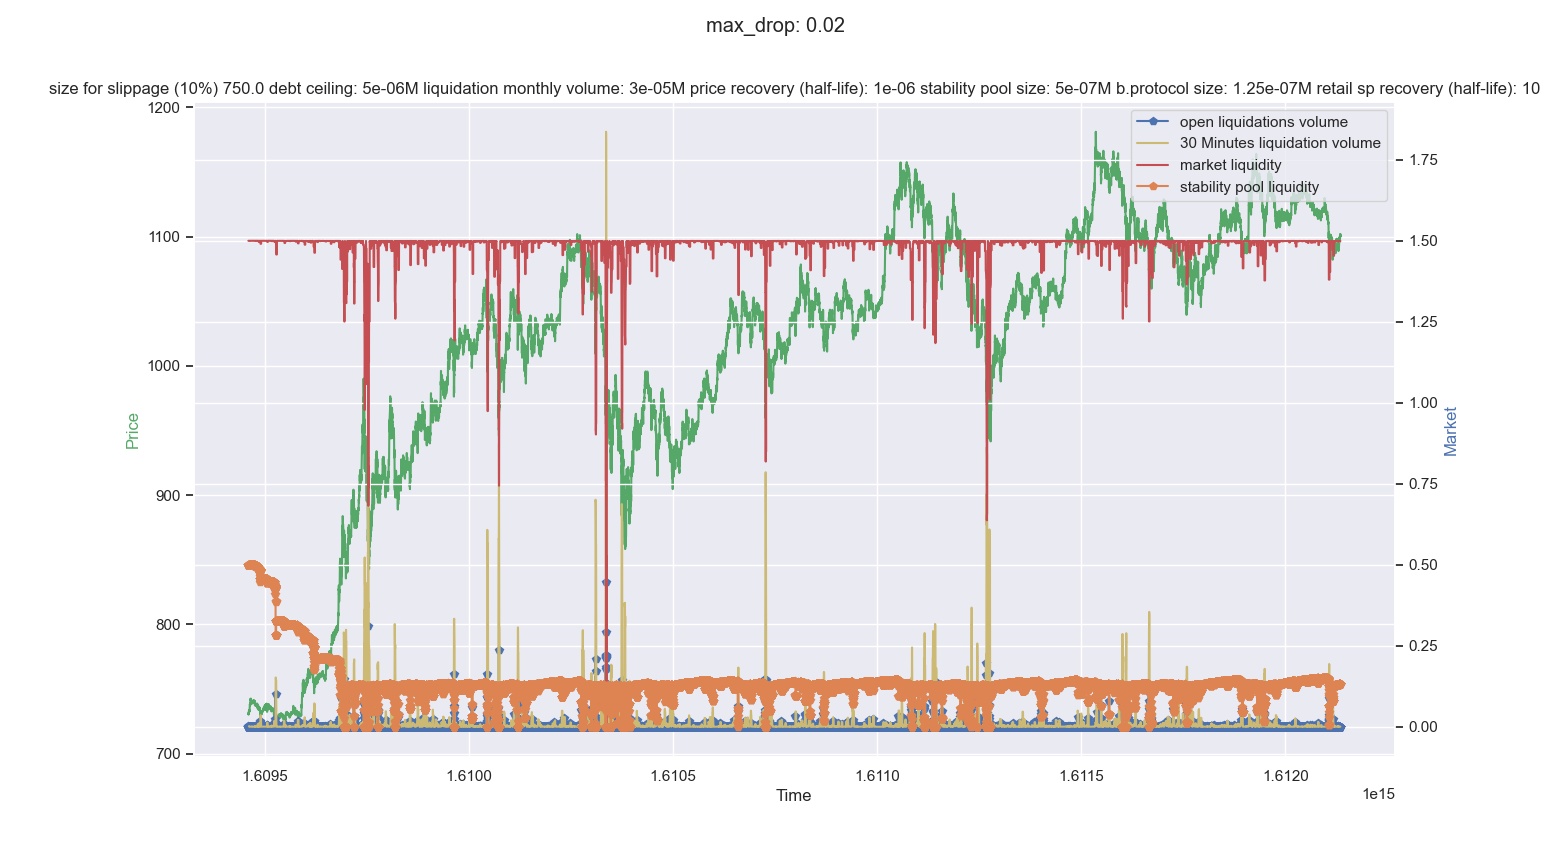 max_drop: 0.02
size for slippage (10%) 750.0 debt ceiling: 5e-06M liquidation monthly volume: 3e-05M price recovery (half-life): 1e-06 stability pool size: 5e-07M b.protocol size: 1.25e-07M retail sp recovery (half-life): 10
open liquidations volume
30 Minutes liquidation volume
market liquidity
stability pool liquidity
1200
1100
1000
900
800
700
Price
1.75
1.50
1.25
1.00
0.75
0.50
0.25
0.00
Market
1.6095 1.6100 1.6105 1.6110 1.6115 1.6120
1e15
Time